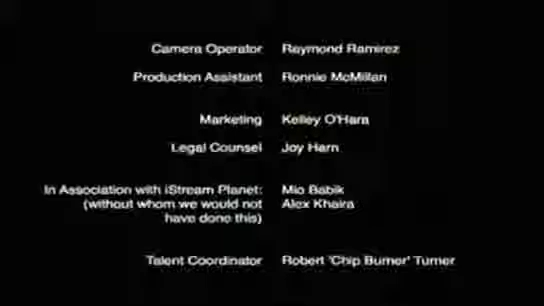 Camera Operator Raymond Ramirez
Production Assistant Ronnie McMillan
Marketing Kelley O'Hara
Legal Counsel Joy Harn
In Association with iStream Planet: Mio Babik
(without whom we would not Alex Khaira
have done this)
Talent Coordinator Robert 'Chip Burner' Turner